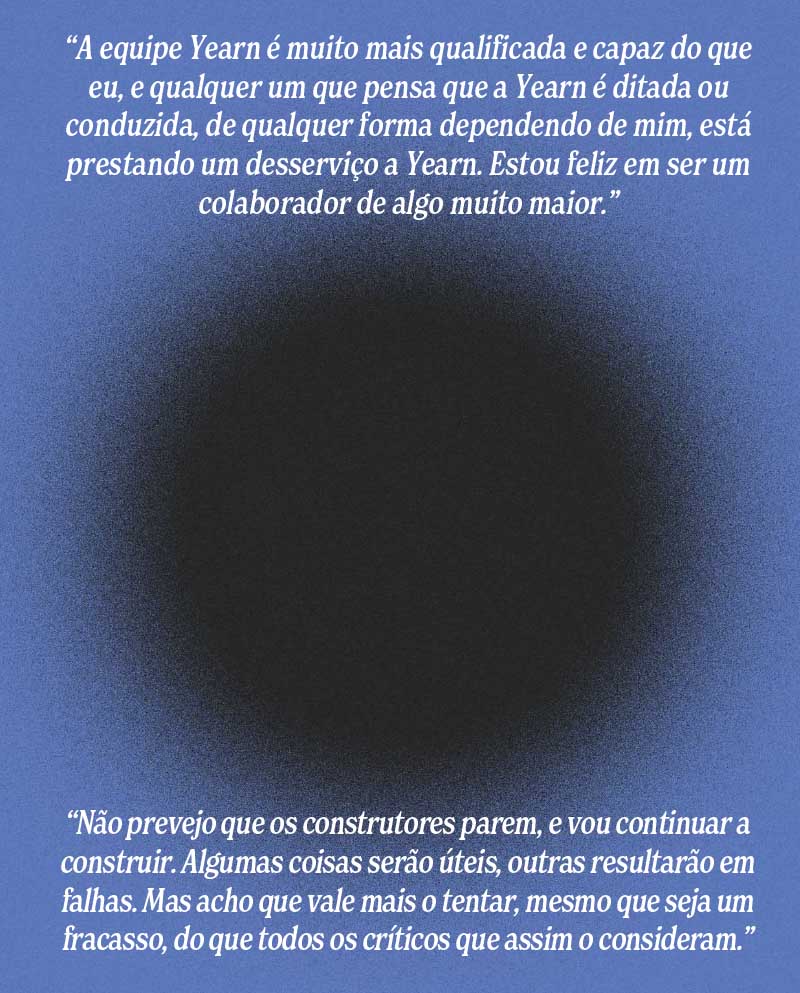 “A equipe Yearn é muito mais qualificada e capaz do que
eu, e qualquer um que pensa que a Yearn é ditada ou
conduzida, de qualquer forma dependendo de mim, está
prestando um desserviço a Yearn. Estou feliz em ser um
colaborador de algo muito maior.”
“Não prevejo que os construtores parem, e vou continuar a
construir. Algumas coisas serão úteis, outras resultarão em
falhas. Mas acho que vale mais o tentar, mesmo que seja um
fracasso, do que todos os críticos que assim o consideram.”